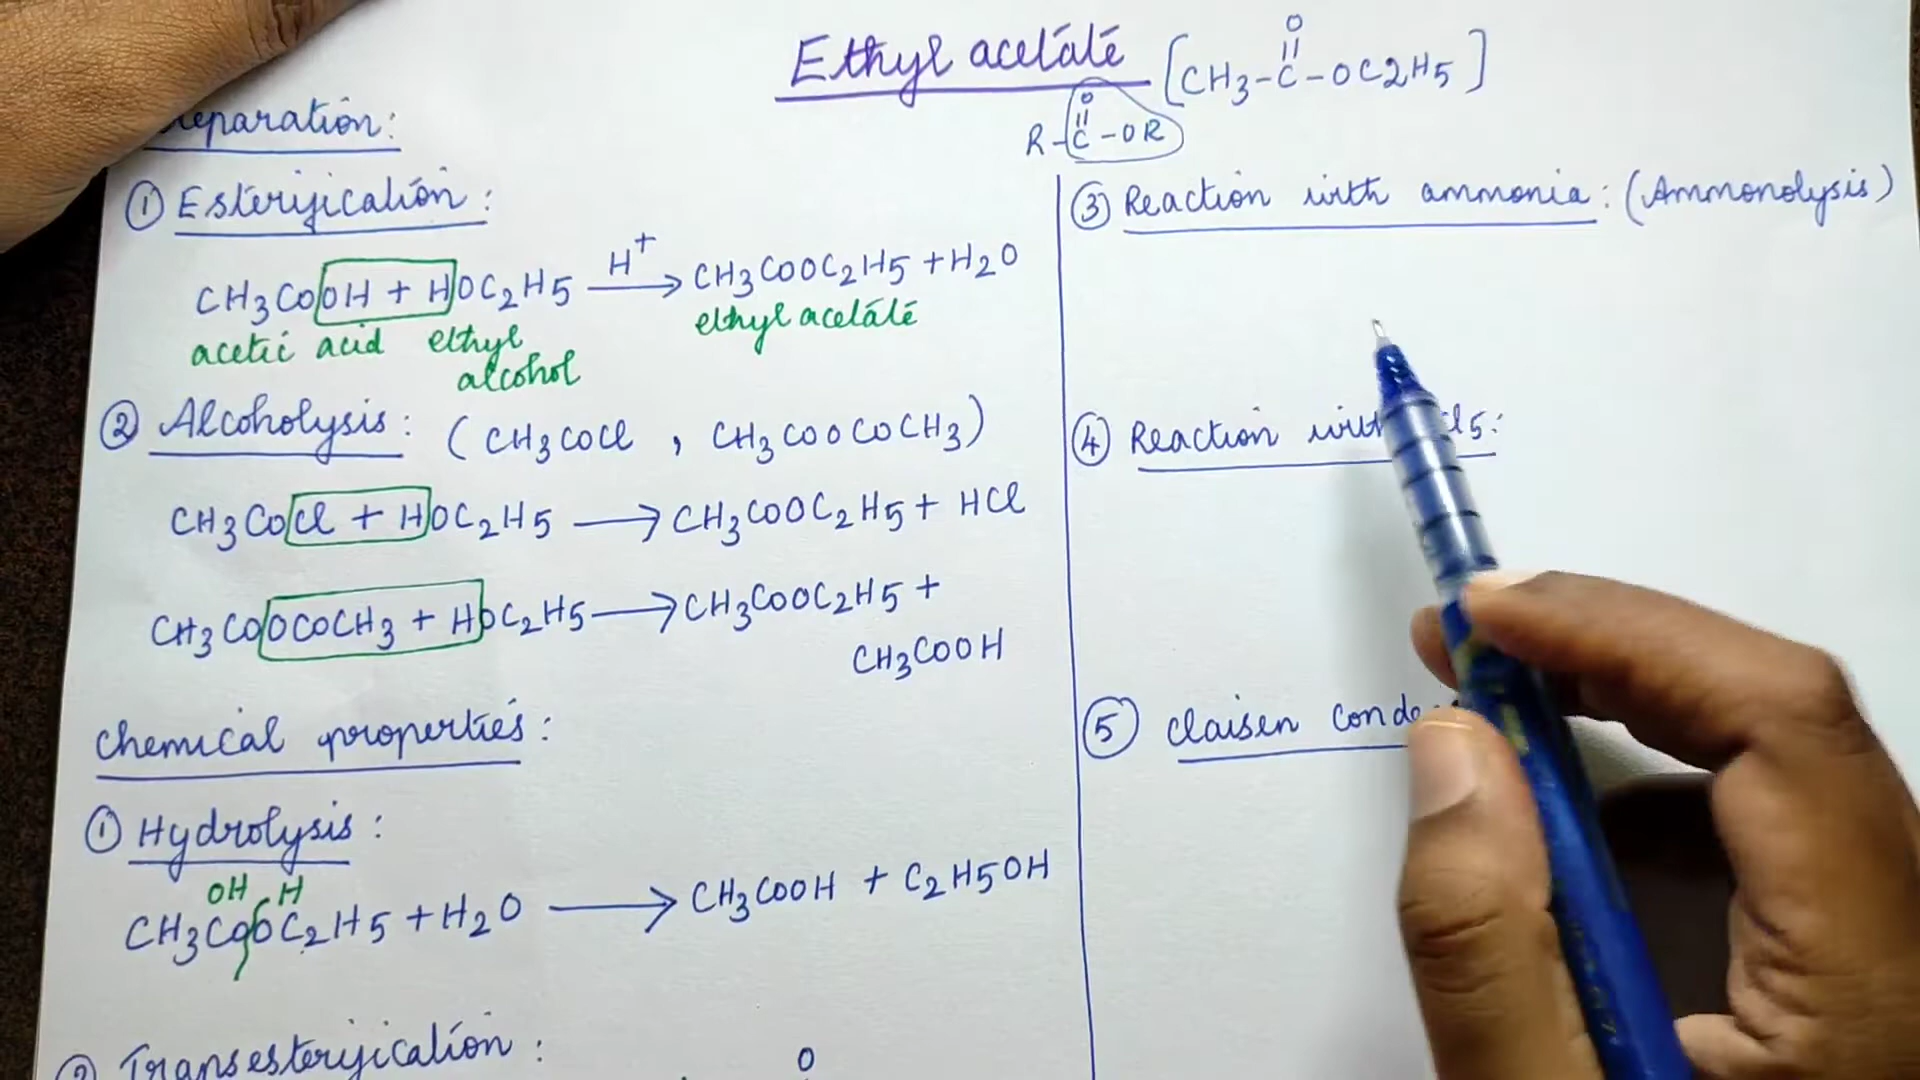 Ethyl acetate [CH3-C-OC2H5]
O
||
R-C-OR
O
||
reparation:
① Esterification:
CH3COOH + HOC2H5 ⟶ CH3COOC2H5 + H2O
H+
acetic acid ethyl alcohol
ethyl acetate
② Alcoholysis: (CH3COCl , CH3COOCOCH3)
CH3COCl + HOC2H5 ⟶ CH3COOC2H5 + HCl
CH3COOCOCH3 + HOC2H5 ⟶ CH3COOC2H5 +
CH3COOH
Chemical properties:
① Hydrolysis:
OH H
CH3COOC2H5 + H2O ⟶ CH3COOH + C2H5OH
② Transesterification:
O
③ Reaction with ammonia: (Ammonolysis)
④ Reaction with l5:
⑤ Claisen conde